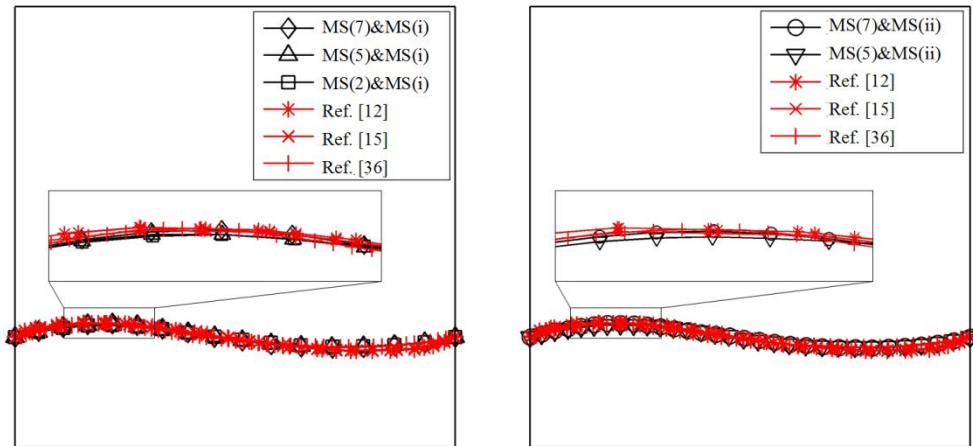 MS(7)&MS(i)
MS(5)&MS(i)
MS(2)&MS(i)
Ref. [12]
Ref. [15]
Ref. [36]
MS(7)&MS(ii)
MS(5)&MS(ii)
Ref. [12]
Ref. [15]
Ref. [36]